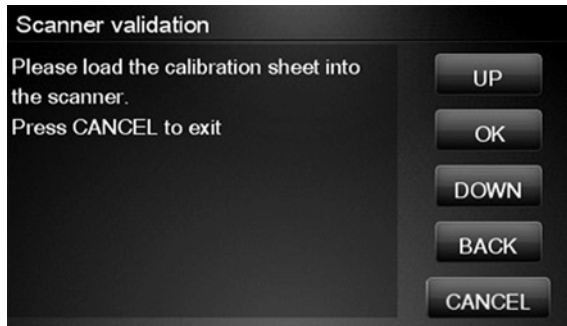 Scanner validation
Please load the calibration sheet into
the scanner.
Press CANCEL to exit
UP
OK
DOWN
BACK
CANCEL